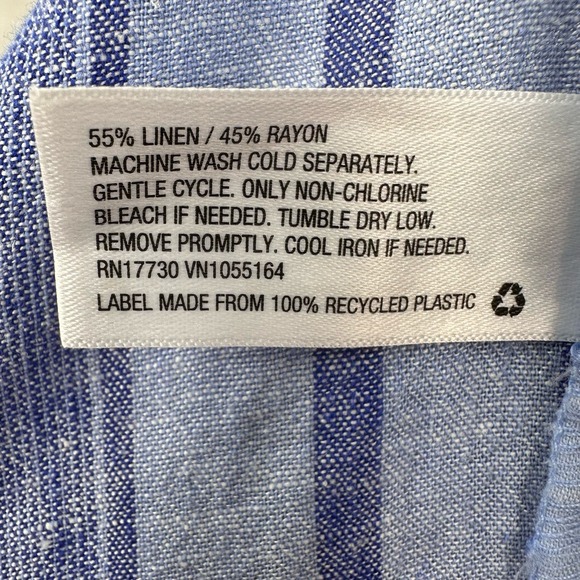 55% LINEN / 45% RAYON
MACHINE WASH COLD SEPARATELY.
GENTLE CYCLE. ONLY NON-CHLORINE
BLEACH IF NEEDED. TUMBLE DRY LOW.
REMOVE PROMPTLY. COOL IRON IF NEEDED.
RN17730 VN1055164
LABEL MADE FROM 100% RECYCLED PLASTIC